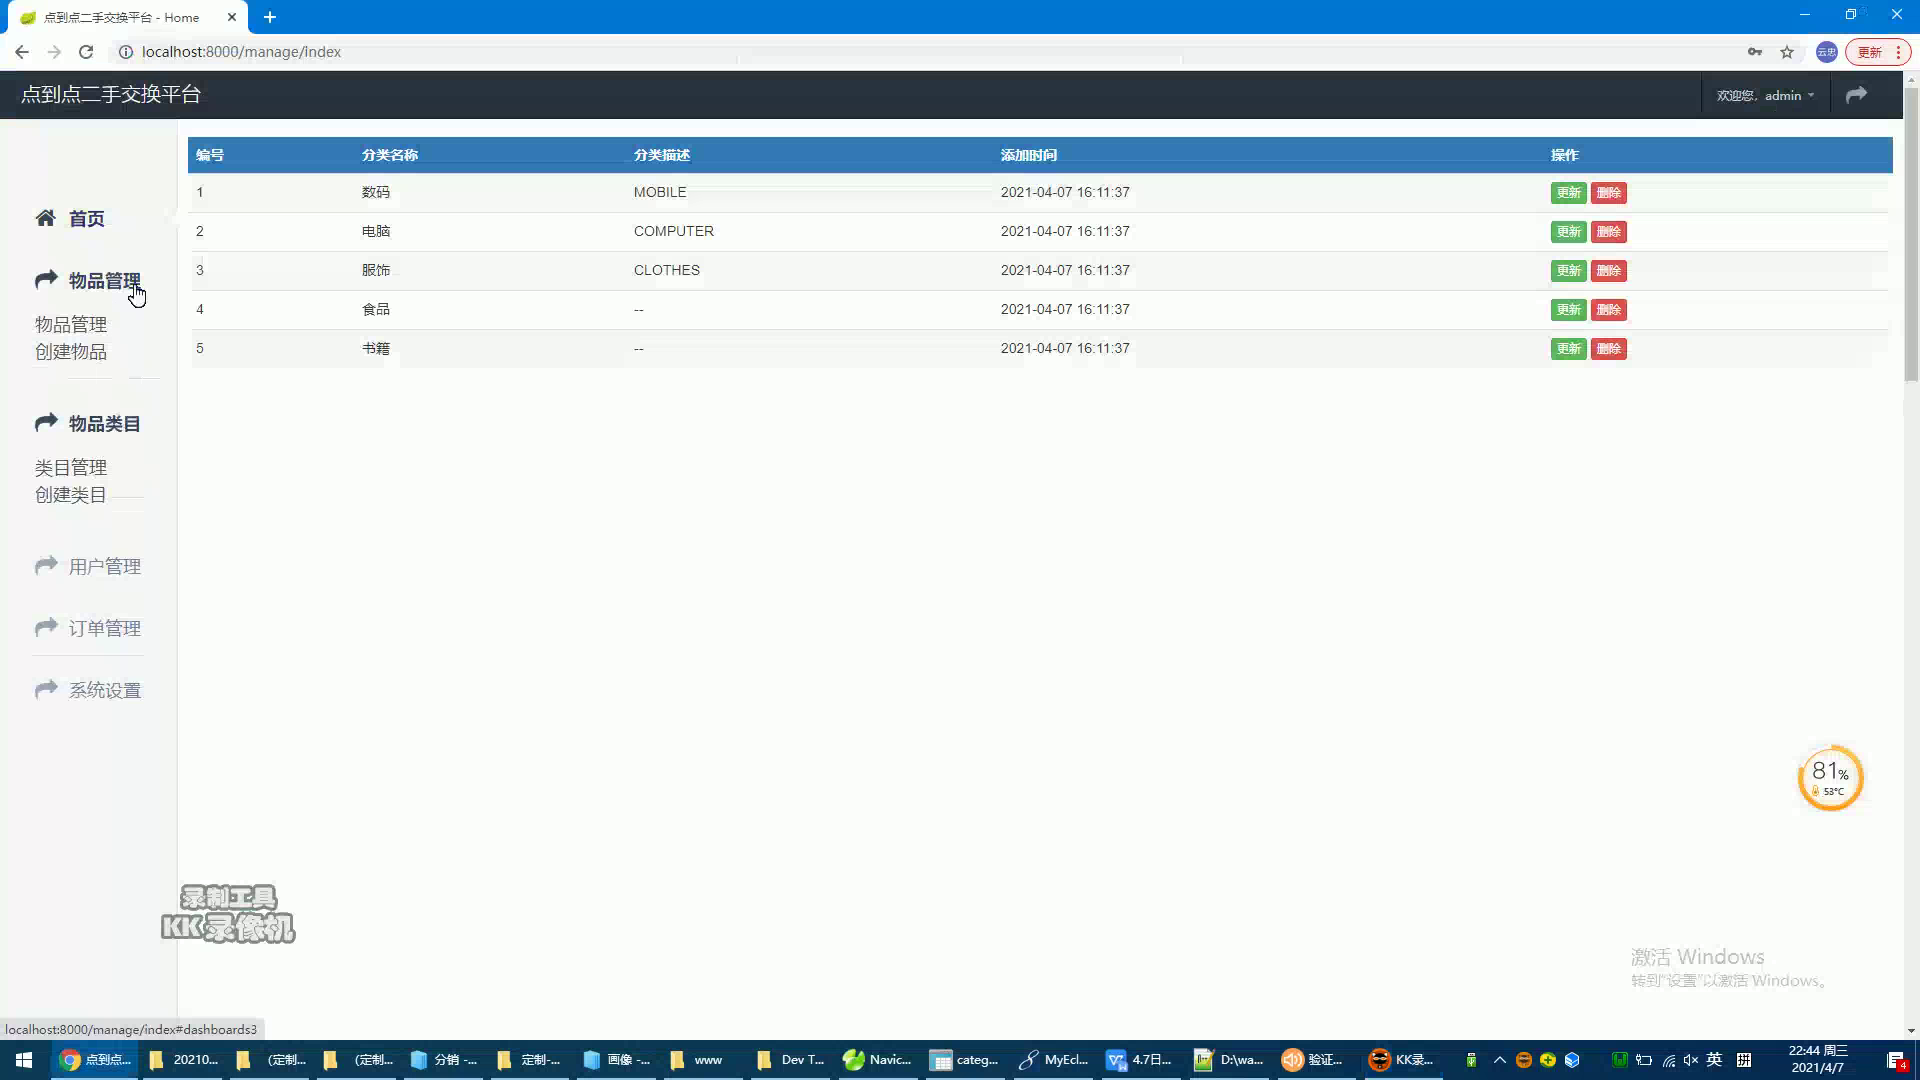 点到点二手交换平台 - Home
localhost:8000/manage/index
云忠
更新
点到点二手交换平台
欢迎您，admin
编号 分类名称 分类描述 添加时间 操作
1 数码 MOBILE 2021-04-07 16:11:37 更新 删除
2 电脑 COMPUTER 2021-04-07 16:11:37 更新 删除
3 服饰 CLOTHES 2021-04-07 16:11:37 更新 删除
4 食品 -- 2021-04-07 16:11:37 更新 删除
5 书籍 -- 2021-04-07 16:11:37 更新 删除
首页
物品管理
物品管理
创建物品
物品类目
类目管理
创建类目
用户管理
订单管理
系统设置
81%
53°C
录制工具
KK录像机
激活 Windows
转到"设置"以激活 Windows。
localhost:8000/manage/index#dashboards3
点到点... 20210... (定制... (定制... 分销 -... 定制-... 画像 -... www Dev T... Navic... categ... MyEcl... 4.7日... D:\wa... 验证... KK录... 英 拼
22:44 周三
2021/4/7
4